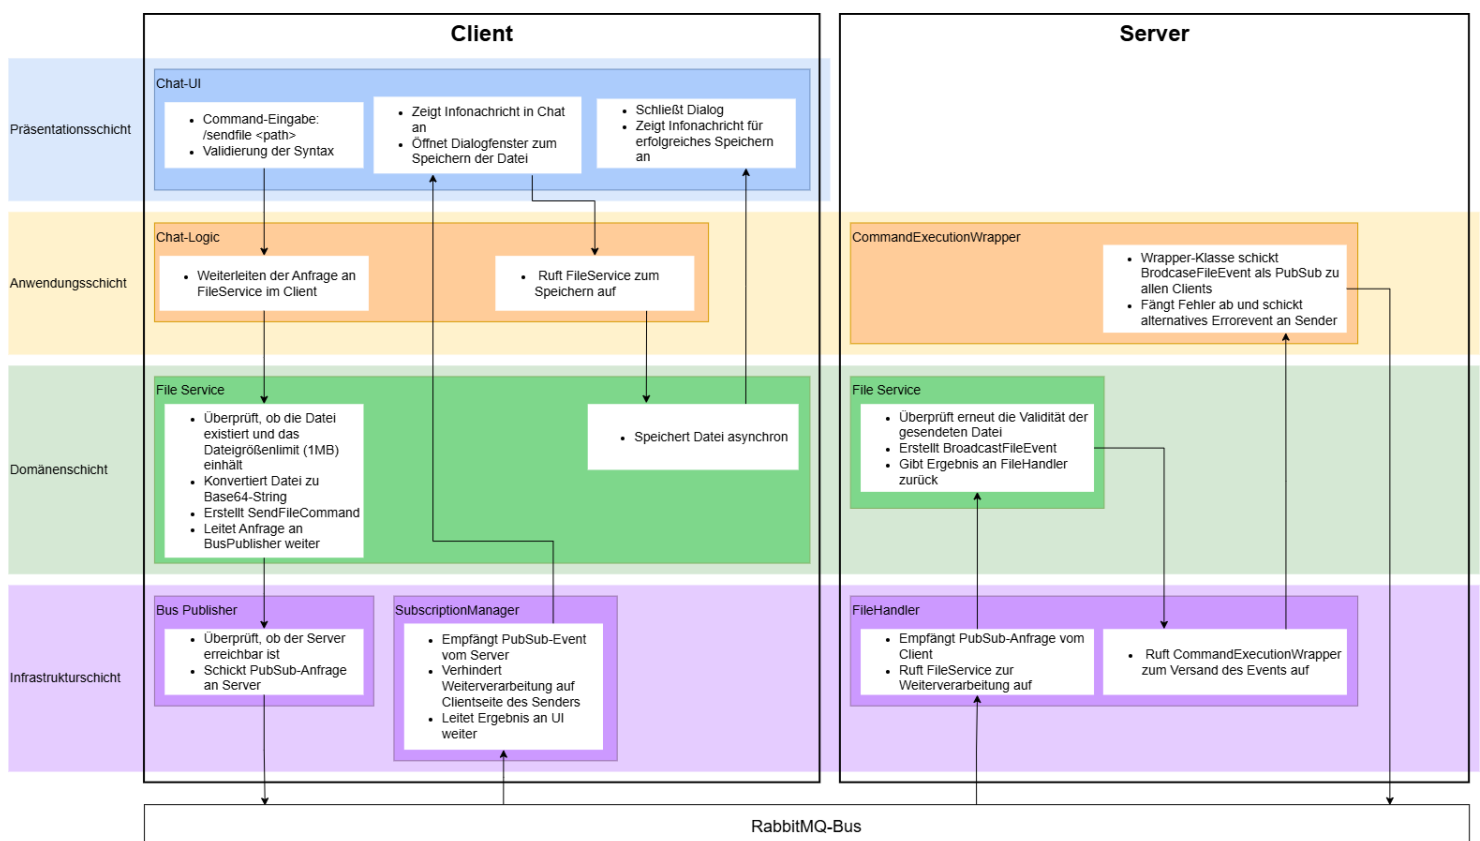 Client
Server
Präsentationsschicht
Chat-UI
Command-Eingabe:
/sendfile <path>
Validierung der Syntax
Zeigt Infonachricht in Chat
an
Öffnet Dialogfenster zum
Speichern der Datei
Schließt Dialog
Zeigt Infonachricht für
erfolgreiches Speichern
an
Anwendungsschicht
Chat-Logic
Weiterleiten der Anfrage an
FileService im Client
Ruft FileService zum
Speichern auf
CommandExecutionWrapper
Wrapper-Klasse schickt
BrodcaseFileEvent als PubSub zu
allen Clients
Fängt Fehler ab und schickt
alternatives Errorevent an Sender
Domänenschicht
File Service
Überprüft, ob die Datei
existiert und das
Dateigrößenlimit (1MB)
einhält
Konvertiert Datei zu
Base64-String
Erstellt SendFileCommand
Leitet Anfrage an
BusPublisher weiter
Speichert Datei asynchron
File Service
Überprüft erneut die Validität der
gesendeten Datei
Erstellt BroadcastFileEvent
Gibt Ergebnis an FileHandler
zurück
Infrastrukturschicht
Bus Publisher
Überprüft, ob der Server
erreichbar ist
Schickt PubSub-Anfrage
an Server
SubscriptionManager
Empfängt PubSub-Event
vom Server
Verhindert
Weiterverarbeitung auf
Clientseite des Senders
Leitet Ergebnis an UI
weiter
FileHandler
Empfängt PubSub-Anfrage vom
Client
Ruft FileService zur
Weiterverarbeitung auf
Ruft CommandExecutionWrapper
zum Versand des Events auf
RabbitMQ-Bus